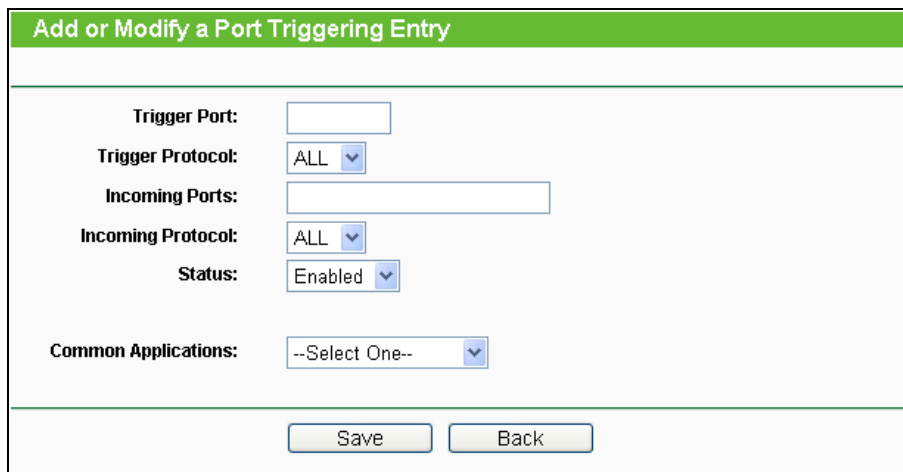 Add or Modify a Port Triggering Entry
Trigger Port:
Trigger Protocol: ALL
Incoming Ports:
Incoming Protocol: ALL
Status: Enabled
Common Applications: --Select One--
Save Back